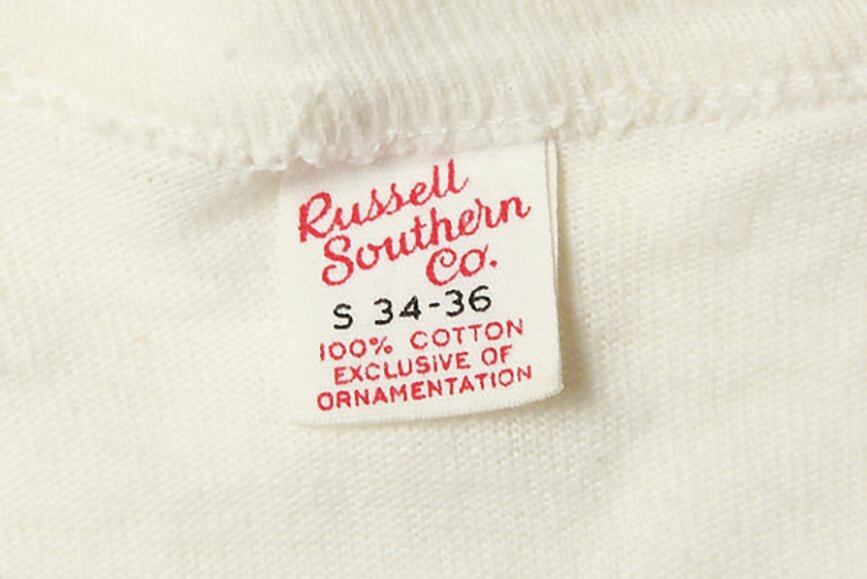 Russell
Southern
Co.
S 34-36
100% COTTON
EXCLUSIVE OF
ORNAMENTATION